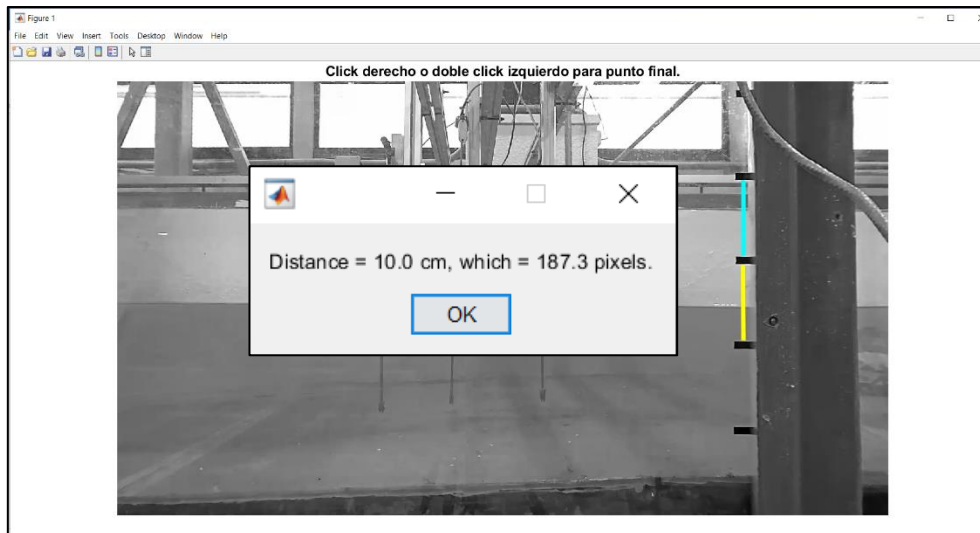 Figure 1
File Edit View Insert Tools Desktop Window Help
Click derecho o doble click izquierdo para punto final.
Distance = 10.0 cm, which = 187.3 pixels.
OK